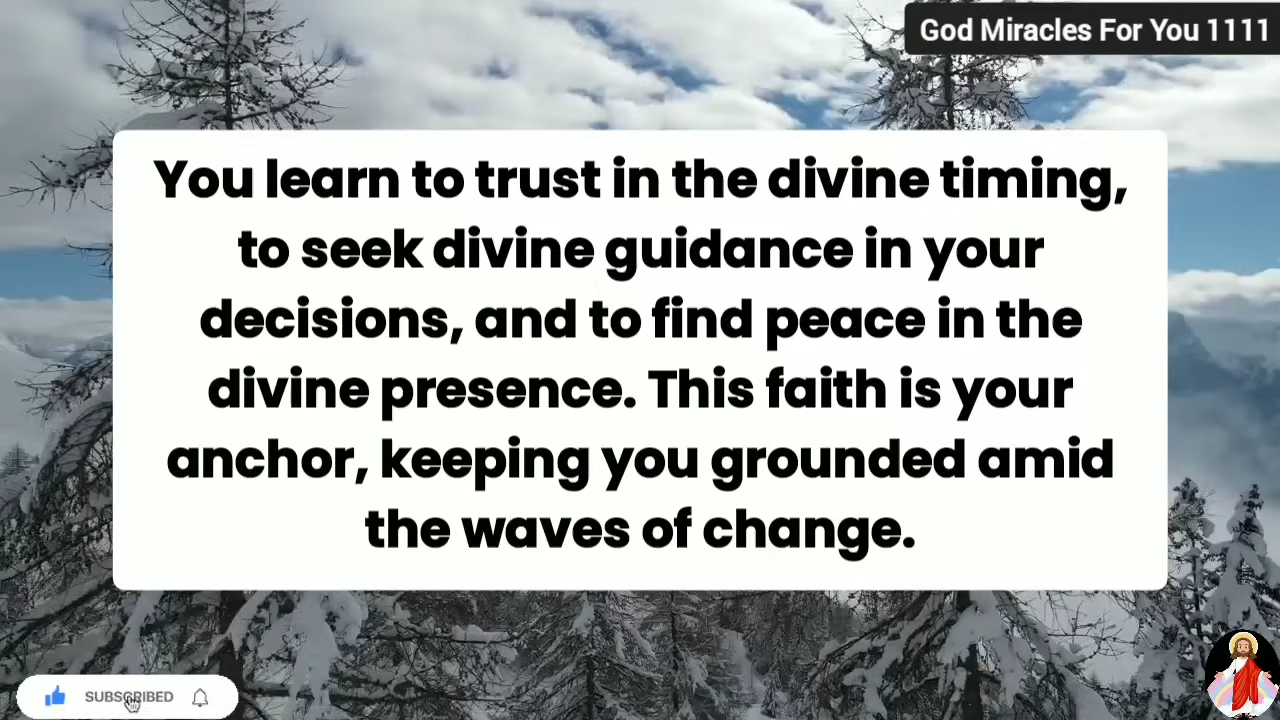 God Miracles For You 1111
You learn to trust in the divine timing,
to seek divine guidance in your
decisions, and to find peace in the
divine presence. This faith is your
anchor, keeping you grounded amid
the waves of change.
SUBSCRIBED